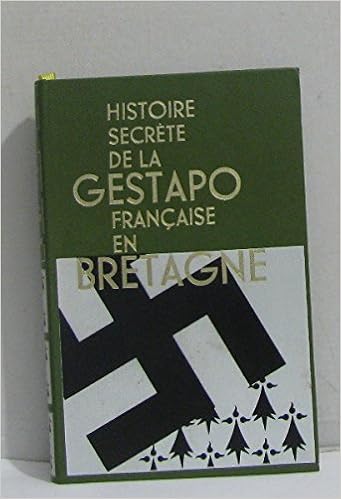 HISTOIRE
SECRÈTE
DE LA
GESTAPO
FRANÇAISE
EN
BRETAGNE